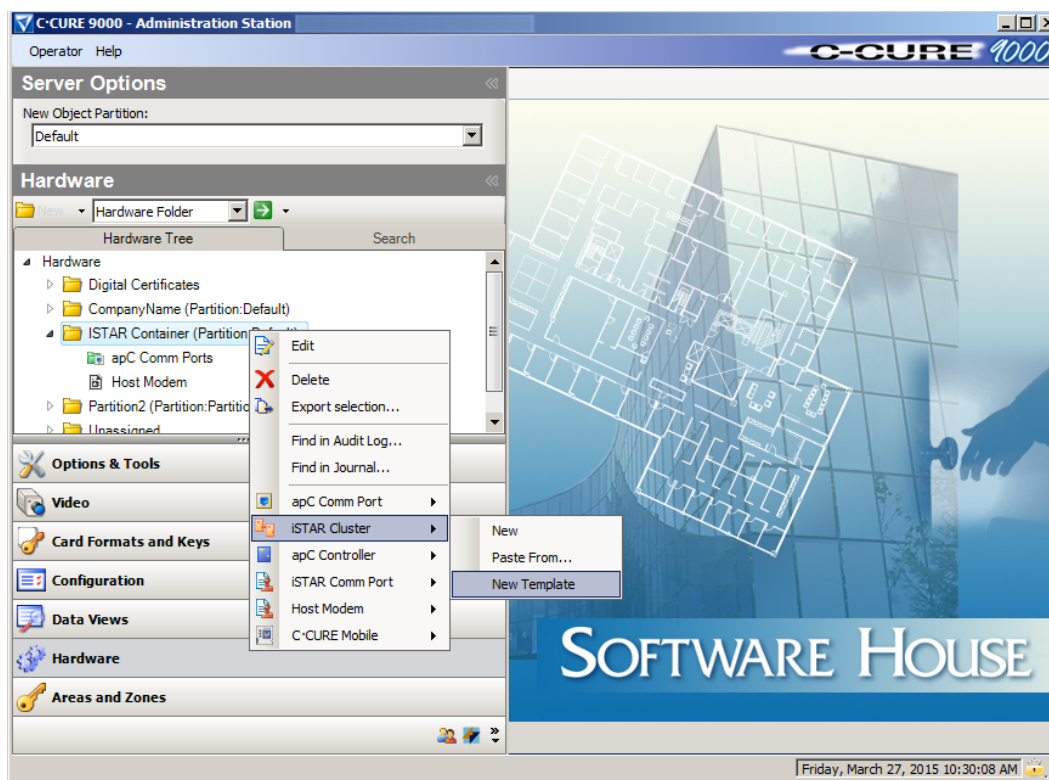 C•CURE 9000 - Administration Station
Operator Help
C-CURE 9000
Server Options
New Object Partition:
Default
Hardware
New
Hardware Folder
Hardware Tree
Search
Hardware
Digital Certificates
CompanyName (Partition:Default)
ISTAR Container (Partition:Default)
apC Comm Ports
Host Modem
Partition2 (Partition:Partitic
Unassigned
Edit
Delete
Export selection...
Find in Audit Log...
Find in Journal...
apC Comm Port
iSTAR Cluster
apC Controller
iSTAR Comm Port
Host Modem
C•CURE Mobile
New
Paste From...
New Template
Options & Tools
Video
Card Formats and Keys
Configuration
Data Views
Hardware
Areas and Zones
SOFTWARE HOUSE
Friday, March 27, 2015 10:30:08 AM